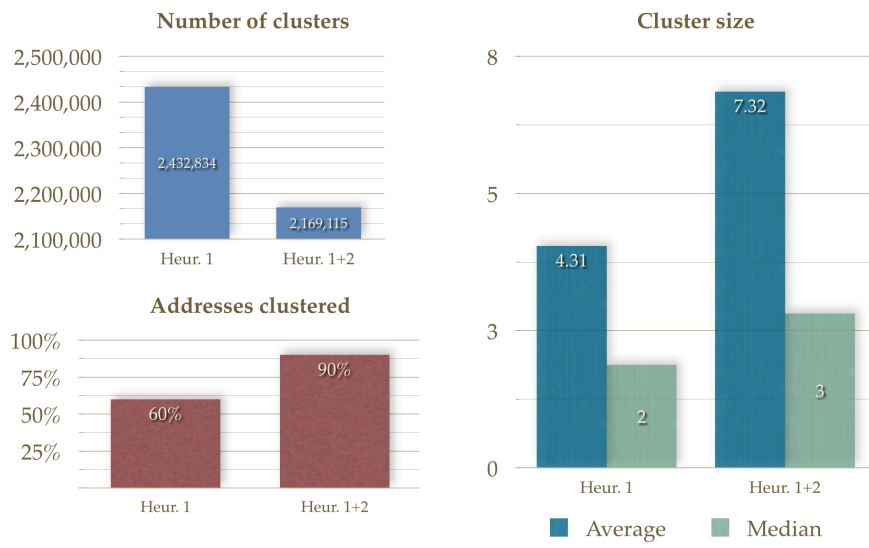 Number of clusters
2,500,000
2,400,000
2,300,000
2,200,000
2,100,000
2,432,834
2,169,115
Heur. 1
Heur. 1+2
Addresses clustered
100%
75%
50%
25%
60%
90%
Heur. 1
Heur. 1+2
Cluster size
8
5
3
0
4.31
2
7.32
3
Heur. 1
Heur. 1+2
Average
Median